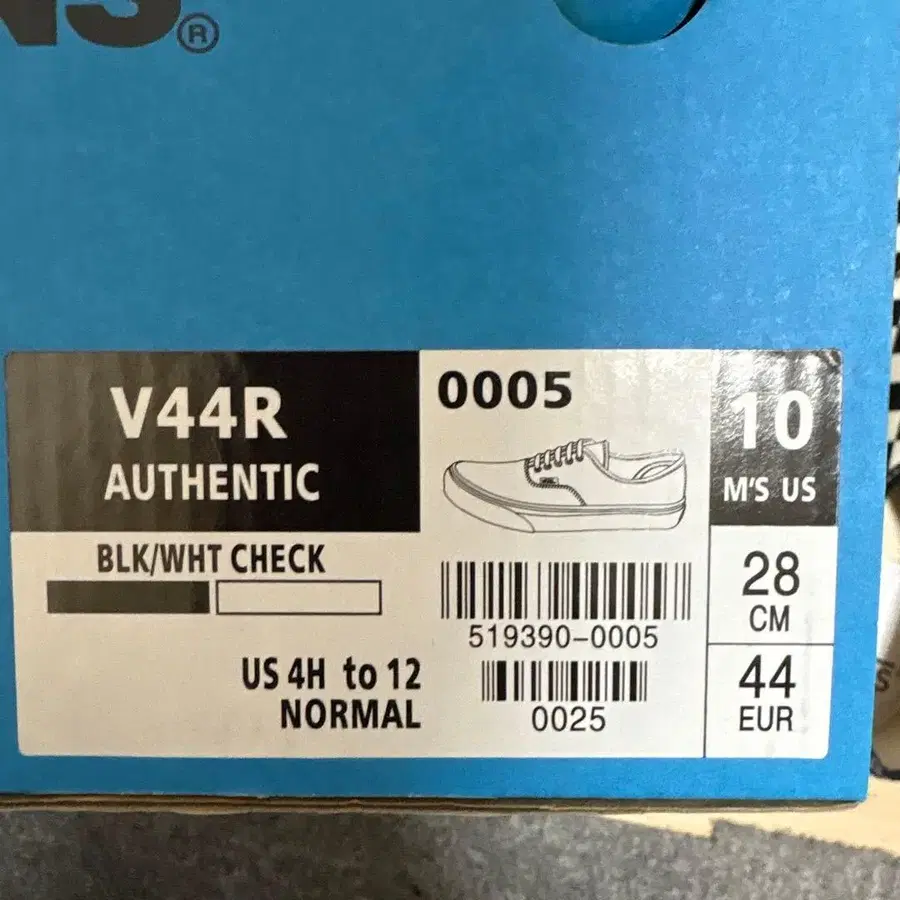 NS®
V44R
AUTHENTIC
BLK/WHT CHECK
US 4H to 12
NORMAL
0005
519390-0005
0025
10
M'S US
28
CM
44
EUR